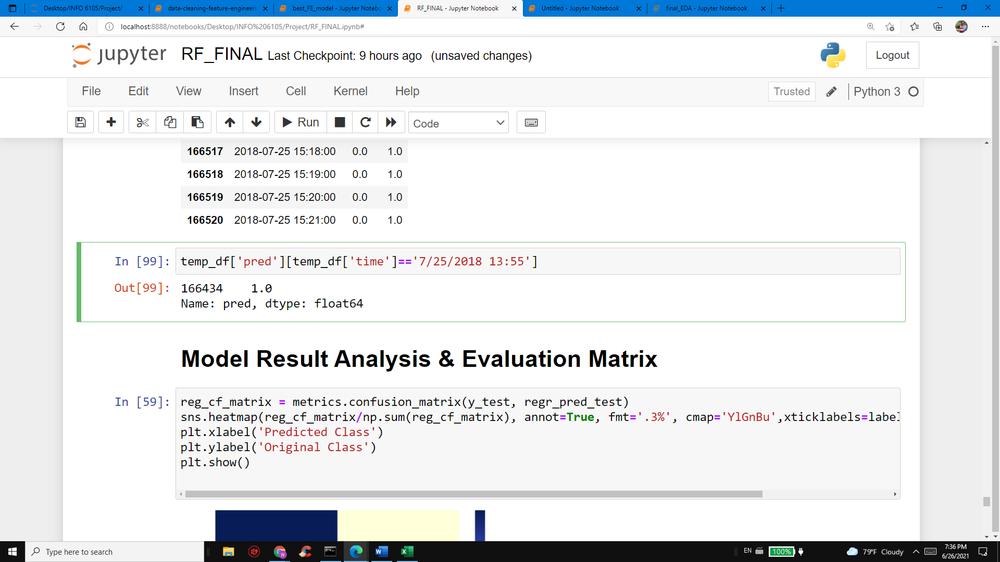 Desktop/INFO 6105/Project/
data-cleaning-feature-engineerin
best_FE_model - Jupyter Notebo
RF_FINAL - Jupyter Notebook
Untitled - Jupyter Notebook
final_EDA - Jupyter Notebook
localhost:8888/notebooks/Desktop/INFO%206105/Project/RF_FINAL.ipynb#
jupyter RF_FINAL Last Checkpoint: 9 hours ago (unsaved changes)
Logout
File Edit View Insert Cell Kernel Help
Trusted Python 3
Run Code
166517 2018-07-25 15:18:00 0.0 1.0
166518 2018-07-25 15:19:00 0.0 1.0
166519 2018-07-25 15:20:00 0.0 1.0
166520 2018-07-25 15:21:00 0.0 1.0
In [99]: temp_df['pred'][temp_df['time']=='7/25/2018 13:55']
Out[99]: 166434 1.0
Name: pred, dtype: float64
Model Result Analysis & Evaluation Matrix
In [59]: reg_cf_matrix = metrics.confusion_matrix(y_test, regr_pred_test)
sns.heatmap(reg_cf_matrix/np.sum(reg_cf_matrix), annot=True, fmt='.3%', cmap='YlGnBu',xticklabels=label
plt.xlabel('Predicted Class')
plt.ylabel('Original Class')
plt.show()
Type here to search
EN
100%
79°F Cloudy
7:36 PM
6/26/2021